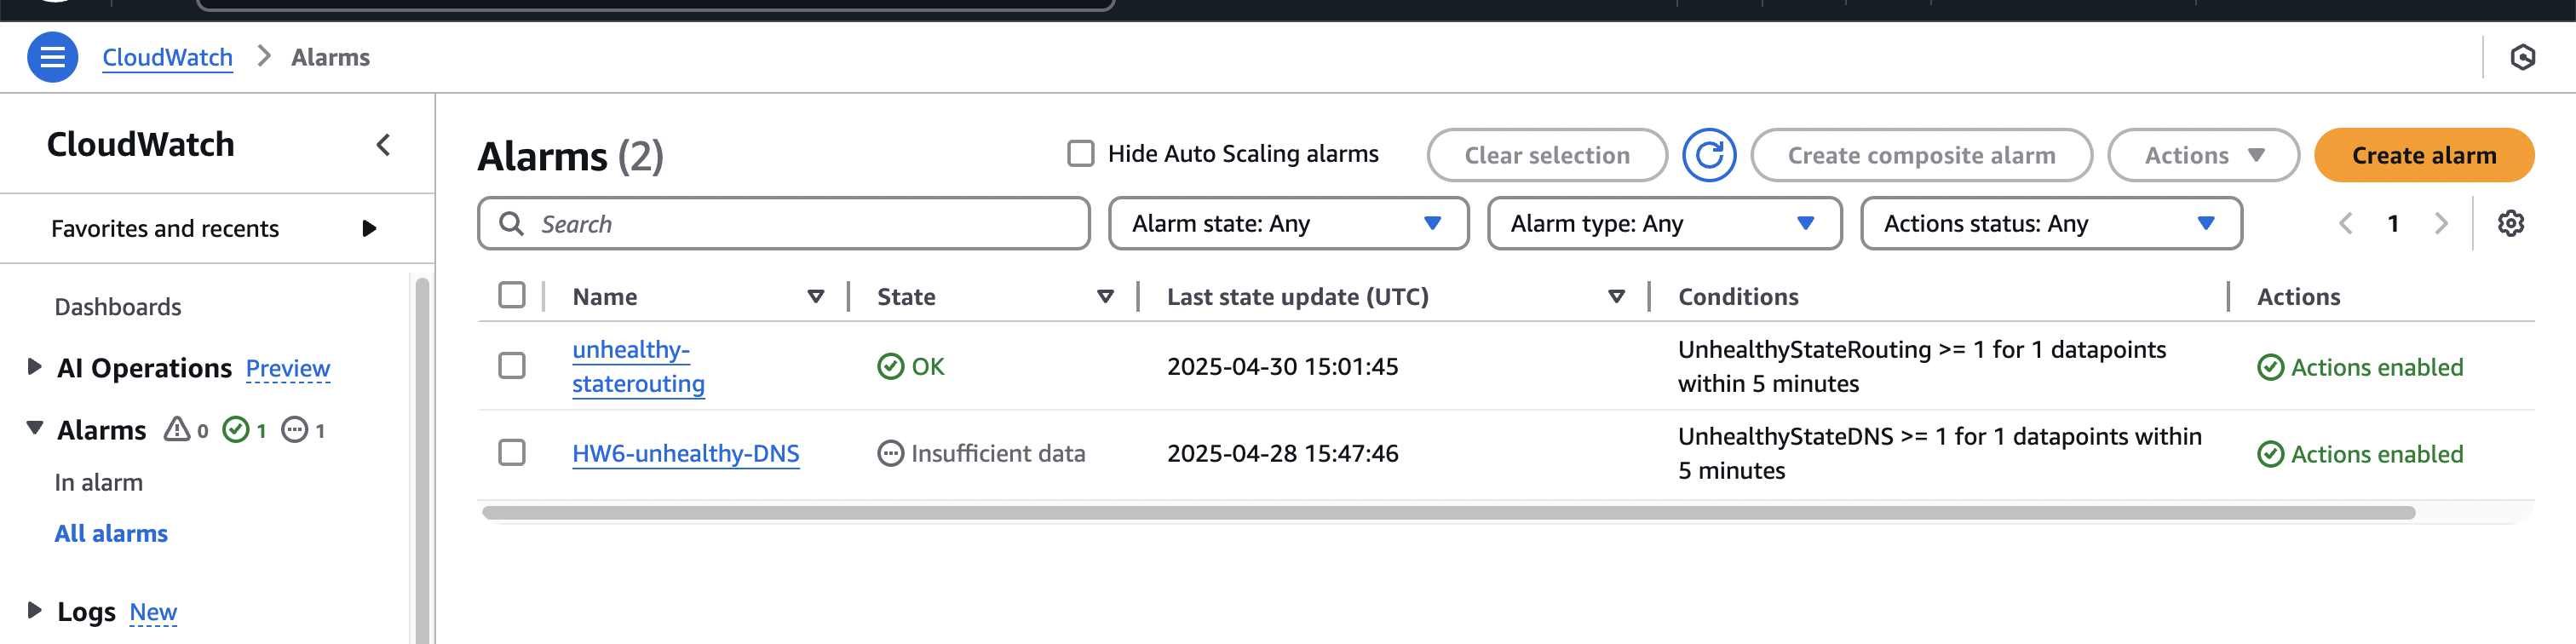 CloudWatch > Alarms
CloudWatch
Favorites and recents
Dashboards
AI Operations Preview
Alarms 0 1 1
In alarm
All alarms
Logs New
Alarms (2)
Hide Auto Scaling alarms
Clear selection
Create composite alarm
Actions
Create alarm
Search
Alarm state: Any
Alarm type: Any
Actions status: Any
1
Name State Last state update (UTC) Conditions Actions
unhealthy-
staterouting
OK
2025-04-30 15:01:45
UnhealthyStateRouting >= 1 for 1 datapoints
within 5 minutes
Actions enabled
HW6-unhealthy-DNS
Insufficient data
2025-04-28 15:47:46
UnhealthyStateDNS >= 1 for 1 datapoints within
5 minutes
Actions enabled